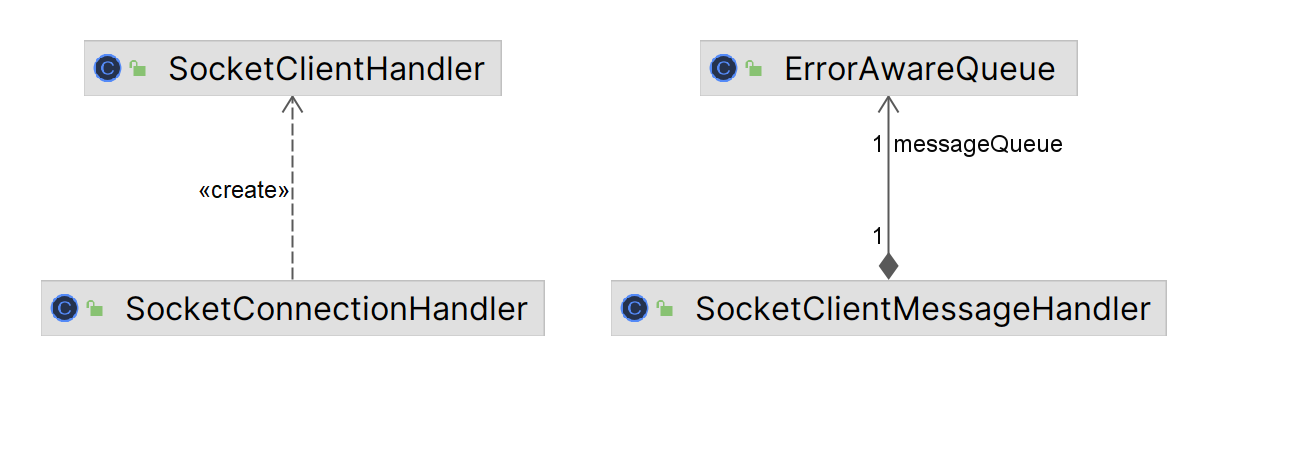 C SocketClientHandler
C ErrorAwareQueue
1 messageQueue
«create»
1
C SocketConnectionHandler
C SocketClientMessageHandler